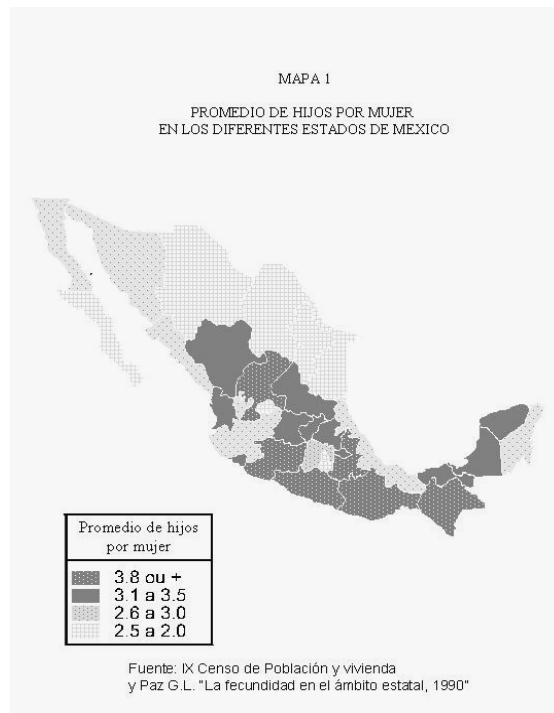 MAPA 1
PROMEDIO DE HIJOS POR MUJER
EN LOS DIFERENTES ESTADOS DE MEXICO
Promedio de hijos
por mujer
3.8 ou +
3.1 a 3.5
2.6 a 3.0
2.5 a 2.0
Fuente: IX Censo de Población y vivienda
y Paz G.L. "La fecundidad en el ámbito estatal, 1990"